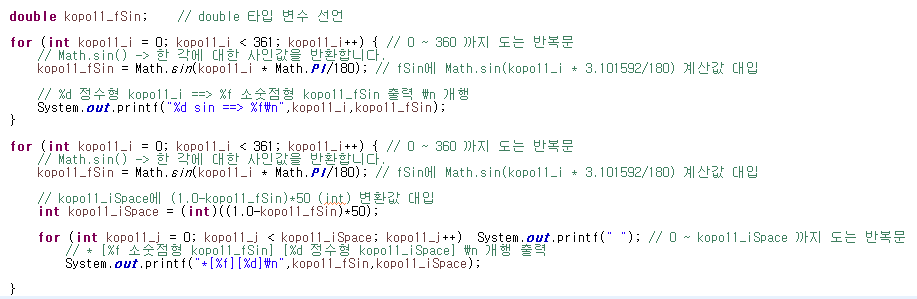 double kopo11_fSin;    // double 타입 변수 선언
for (int kopo11_i = 0; kopo11_i < 361; kopo11_i++) { // 0 ~ 360 까지 도는 반복문
// Math.sin() -> 한 각에 대한 사인값을 반환합니다.
kopo11_fSin = Math.sin(kopo11_i * Math.PI/180); // fSin에 Math.sin(kopo11_i * 3.101592/180) 계산값 대입
// %d 정수형 kopo11_i ==> %f 소숫점형 kopo11_fSin 출력 ₩n 개행
System.out.printf("%d sin ==> %f₩n",kopo11_i,kopo11_fSin);
}
for (int kopo11_i = 0; kopo11_i < 361; kopo11_i++) { // 0 ~ 360 까지 도는 반복문
// Math.sin() -> 한 각에 대한 사인값을 반환합니다.
kopo11_fSin = Math.sin(kopo11_i * Math.PI/180); // fSin에 Math.sin(kopo11_i * 3.101592/180) 계산값 대입
// kopo11_iSpace에 (1.0-kopo11_fSin)*50 (int) 변환값 대입
int kopo11_iSpace = (int)((1.0-kopo11_fSin)*50);
for (int kopo11_j = 0; kopo11_j < kopo11_iSpace; kopo11_j++)  System.out.printf(" "); // 0 ~ kopo11_iSpace 까지 도는 반복문
// * [%f 소숫점형 kopo11_fSin] [%d 정수형 kopo11_iSpace] ₩n 개행 출력
System.out.printf("*[%f][%d]₩n",kopo11_fSin,kopo11_iSpace);
}